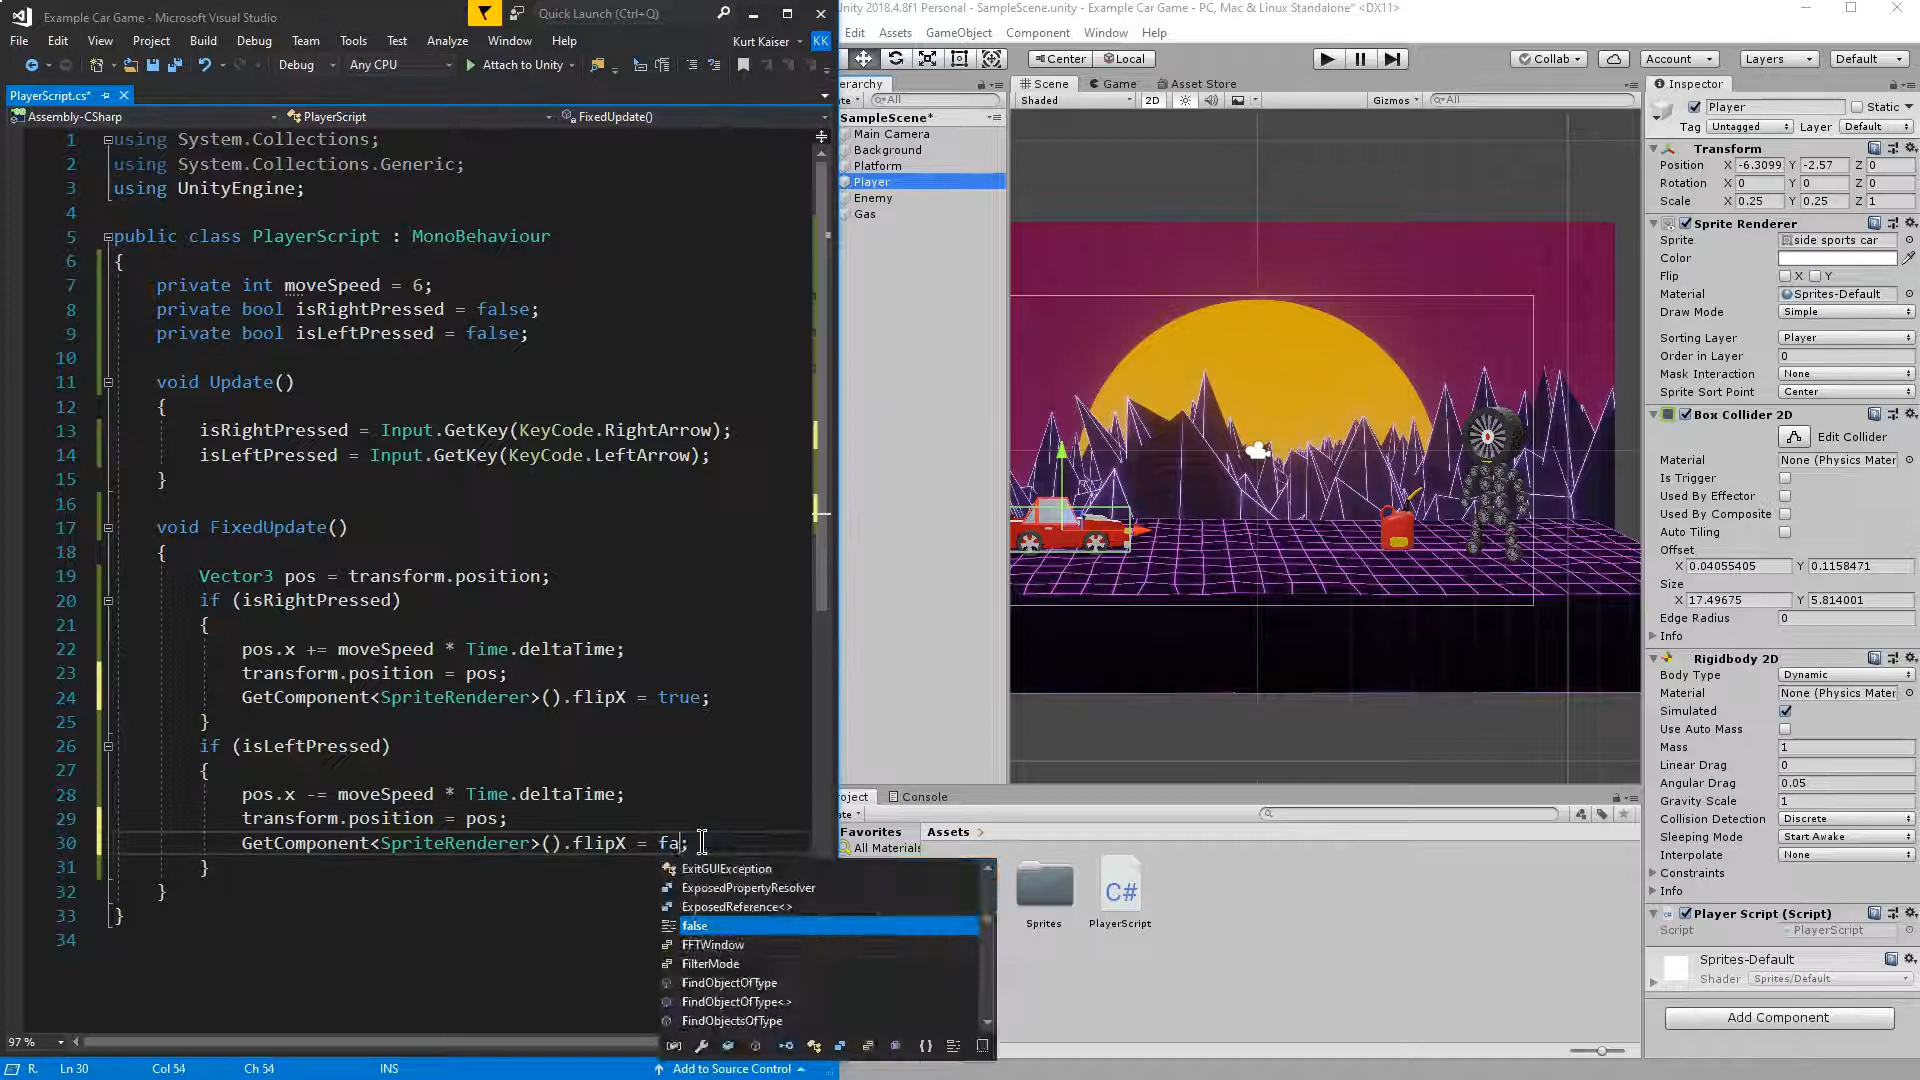 Example Car Game - Microsoft Visual Studio
Quick Launch (Ctrl+Q)
File Edit View Project Build Debug Team Tools Test Analyze Window Help
Kurt Kaiser KK
Debug Any CPU Attach to Unity
PlayerScript.cs*
Assembly-CSharp PlayerScript FixedUpdate()
1 using System.Collections;
2 using System.Collections.Generic;
3 using UnityEngine;
4
5 public class PlayerScript : MonoBehaviour
6 {
7 private int moveSpeed = 6;
8 private bool isRightPressed = false;
9 private bool isLeftPressed = false;
10
11 void Update()
12 {
13 isRightPressed = Input.GetKey(KeyCode.RightArrow);
14 isLeftPressed = Input.GetKey(KeyCode.LeftArrow);
15 }
16
17 void FixedUpdate()
18 {
19 Vector3 pos = transform.position;
20 if (isRightPressed)
21 {
22 pos.x += moveSpeed * Time.deltaTime;
23 transform.position = pos;
24 GetComponent<SpriteRenderer>().flipX = true;
25 }
26 if (isLeftPressed)
27 {
28 pos.x -= moveSpeed * Time.deltaTime;
29 transform.position = pos;
30 GetComponent<SpriteRenderer>().flipX = fa;
31 }
32 }
33 }
34
ExitGUIException
ExposedPropertyResolver
ExposedReference<>
false
FFTWindow
FilterMode
FindObjectOfType
FindObjectOfType<>
FindObjectsOfType
97 %
R. Ln 30 Col 54 Ch 54 INS Add to Source Control
Unity 2018.4.8f1 Personal - SampleScene.unity - Example Car Game - PC, Mac & Linux Standalone* <DX11>
Edit Assets GameObject Component Window Help
Center Local Collab Account Layers Default
erarchy
te All
SampleScene*
Main Camera
Background
Platform
Player
Enemy
Gas
Scene Game Asset Store
Shaded 2D Gizmos All
oject Console
te
Favorites
All Materials
Assets
Sprites
PlayerScript
C#
Inspector
Player Static
Tag Untagged Layer Default
Transform
Position X -6.3099 Y -2.57 Z 0
Rotation X 0 Y 0 Z 0
Scale X 0.25 Y 0.25 Z 1
Sprite Renderer
Sprite side sports car
Color
Flip X Y
Material Sprites-Default
Draw Mode Simple
Sorting Layer Player
Order in Layer 0
Mask Interaction None
Sprite Sort Point Center
Box Collider 2D
Edit Collider
Material None (Physics Mater
Is Trigger
Used By Effector
Used By Composite
Auto Tiling
Offset
X 0.04055405 Y 0.1158471
Size
X 17.49675 Y 5.814001
Edge Radius 0
Info
Rigidbody 2D
Body Type Dynamic
Material None (Physics Mater
Simulated
Use Auto Mass
Mass 1
Linear Drag 0
Angular Drag 0.05
Gravity Scale 1
Collision Detection Discrete
Sleeping Mode Start Awake
Interpolate None
Constraints
Info
Player Script (Script)
Script PlayerScript
Sprites-Default
Shader Sprites/Default
Add Component